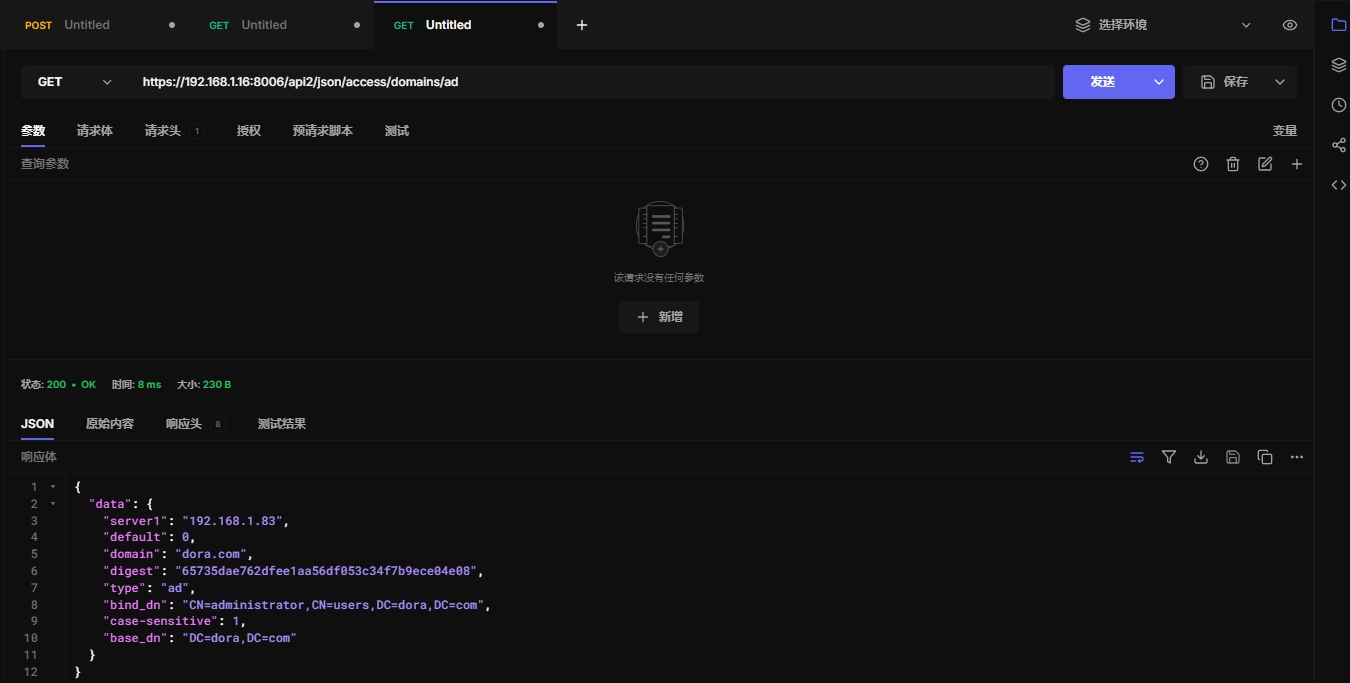 POST Untitled GET Untitled GET Untitled + 选择环境
GET https://192.168.1.16:8006/api2/json/access/domains/ad 发送 保存
参数 请求体 请求头 1 授权 预请求脚本 测试 变量
查询参数
该请求没有任何参数
+ 新增
状态: 200 • OK 时间: 8 ms 大小: 230 B
JSON 原始内容 响应头 8 测试结果
响应体
1 {
2 "data": {
3 "server1": "192.168.1.83",
4 "default": 0,
5 "domain": "dora.com",
6 "digest": "65735dae762dfee1aa56df053c34f7b9ece04e08",
7 "type": "ad",
8 "bind_dn": "CN=administrator,CN=users,DC=dora,DC=com",
9 "case-sensitive": 1,
10 "base_dn": "DC=dora,DC=com"
11 }
12 }